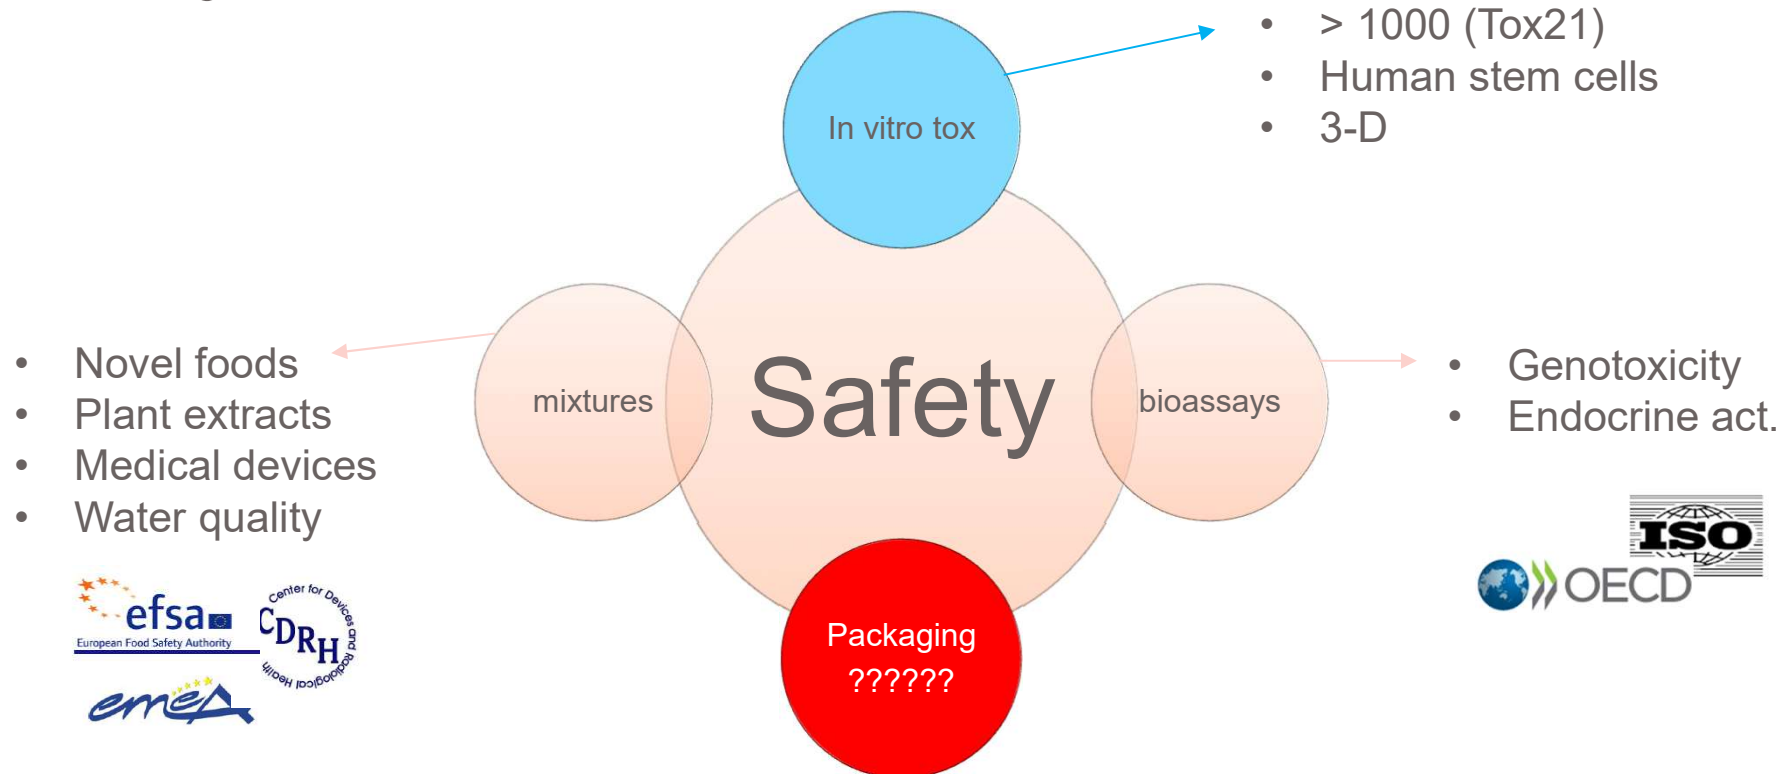 • > 1000 (Tox21)
• Human stem cells
• 3-D
In vitro tox
• Novel foods
• Plant extracts
• Medical devices
• Water quality
mixtures
Safety
bioassays
• Genotoxicity
• Endocrine act.
Packaging
??????
efsa
European Food Safety Authority
Center for Devices and Radiological Health
CDRH
emeA
ISO
OECD